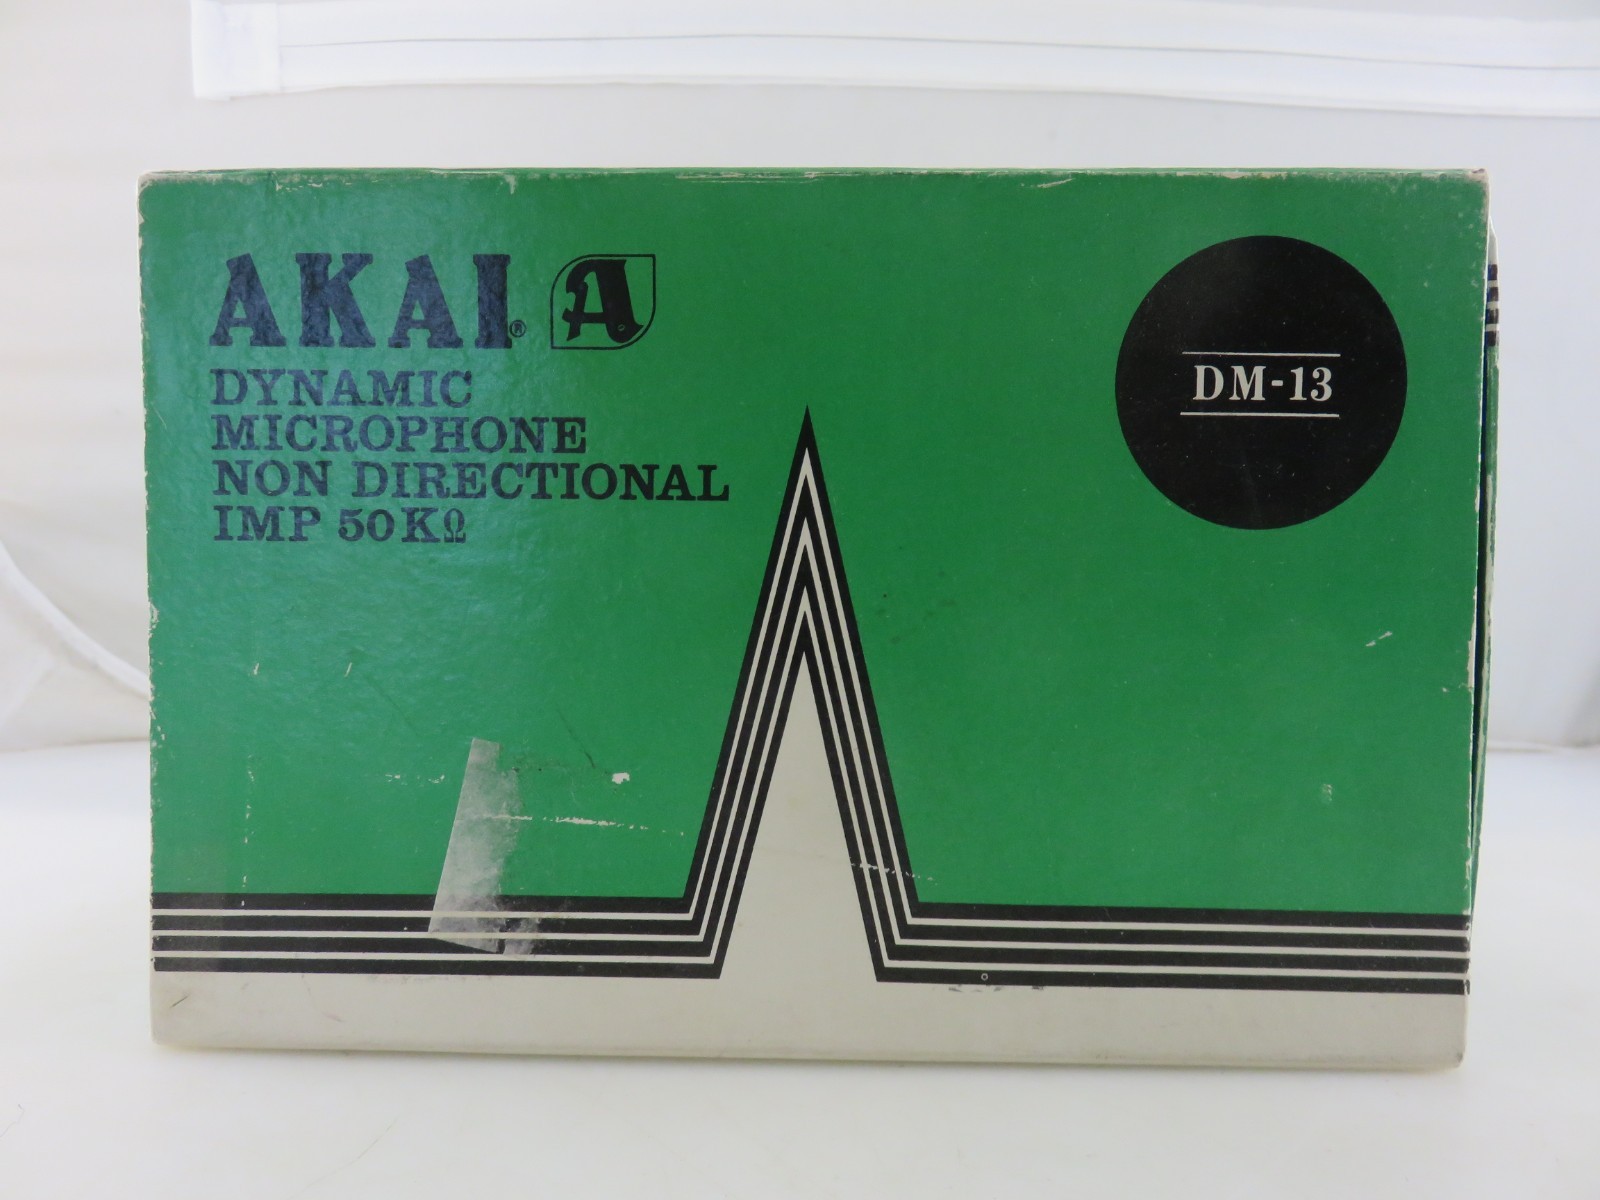 AKAI® A
DYNAMIC
MICROPHONE
NON DIRECTIONAL
IMP 50KΩ
DM-13